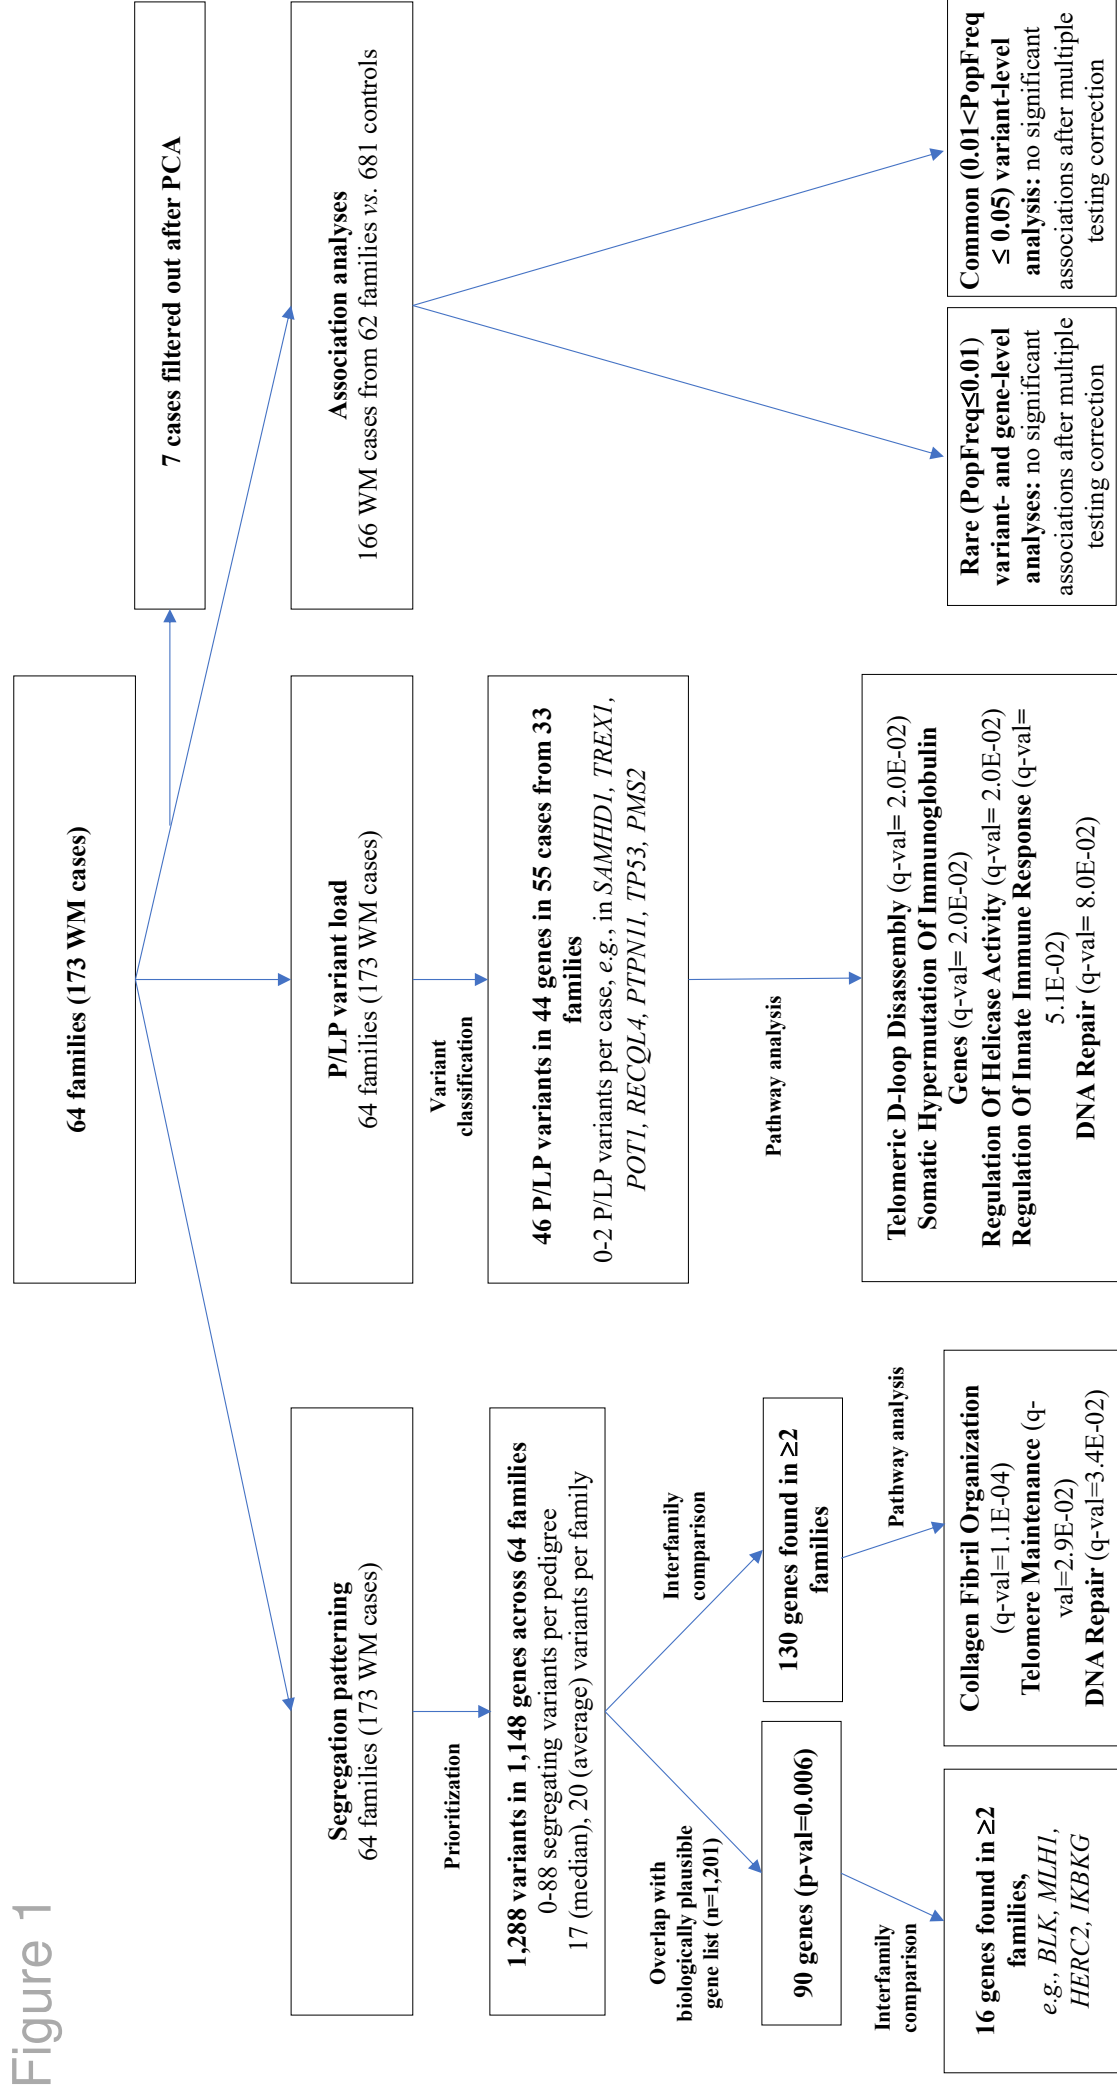 Figure 1
64 families (173 WM cases)
7 cases filtered out after PCA
Segregation patterning
64 families (173 WM cases)
P/LP variant load
64 families (173 WM cases)
Association analyses
166 WM cases from 62 families vs. 681 controls
Prioritization
Variant
classification
1,288 variants in 1,148 genes across 64 families
0-88 segregating variants per pedigree
17 (median), 20 (average) variants per family
46 P/LP variants in 44 genes in 55 cases from 33
families
0-2 P/LP variants per case, e.g., in SAMHD1, TREX1,
POT1, RECQL4, PTPN11, TP53, PMS2
Overlap with
biologically plausible
gene list (n=1,201)
Interfamily
comparison
Pathway analysis
90 genes (p-val=0.006)
130 genes found in ≥2
families
Interfamily
comparison
Pathway analysis
16 genes found in ≥2
families,
e.g., BLK, MLH1,
HERC2, IKBKG
Collagen Fibril Organization
(q-val=1.1E-04)
Telomere Maintenance (q-
val=2.9E-02)
DNA Repair (q-val=3.4E-02)
Telomeric D-loop Disassembly (q-val= 2.0E-02)
Somatic Hypermutation Of Immunoglobulin
Genes (q-val= 2.0E-02)
Regulation Of Helicase Activity (q-val= 2.0E-02)
Regulation Of Innate Immune Response (q-val=
5.1E-02)
DNA Repair (q-val= 8.0E-02)
Rare (PopFreq≤0.01)
variant- and gene-level
analyses: no significant
associations after multiple
testing correction
Common (0.01<PopFreq
≤ 0.05) variant-level
analysis: no significant
associations after multiple
testing correction